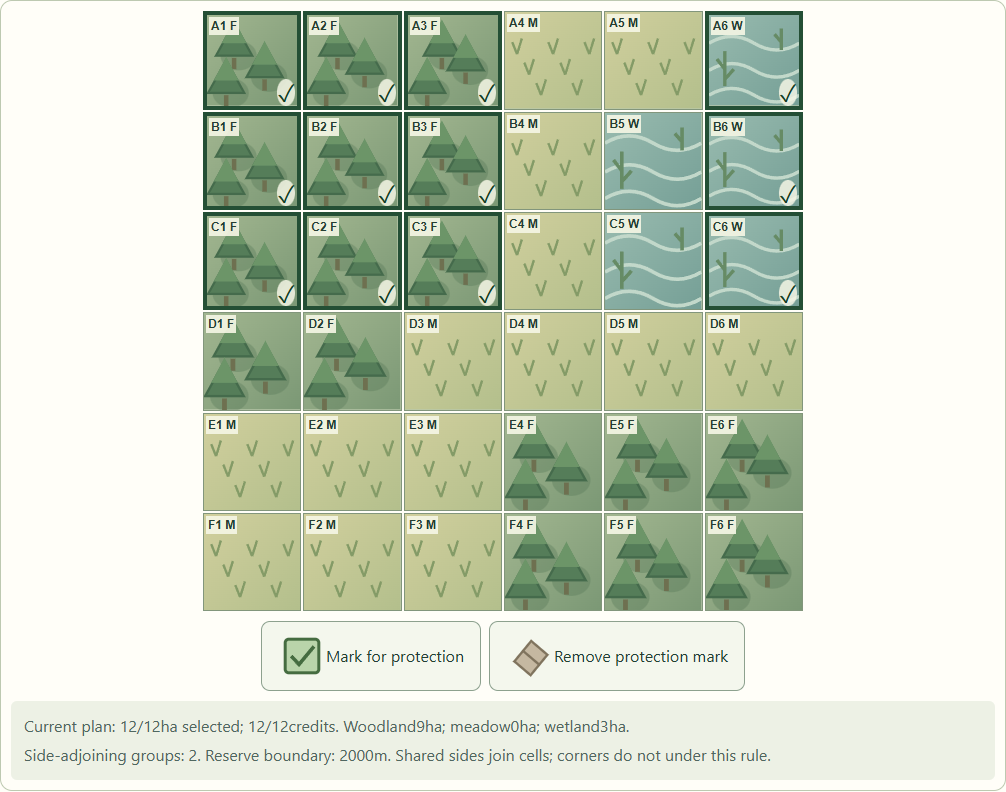 A1 F A2 F A3 F A4 M A5 M A6 W
B1 F B2 F B3 F B4 M B5 W B6 W
C1 F C2 F C3 F C4 M C5 W C6 W
D1 F D2 F D3 M D4 M D5 M D6 M
E1 M E2 M E3 M E4 F E5 F E6 F
F1 M F2 M F3 M F4 F F5 F F6 F
Mark for protection Remove protection mark
Current plan: 12/12ha selected; 12/12credits. Woodland9ha; meadow0ha; wetland3ha.
Side-adjoining groups: 2. Reserve boundary: 2000m. Shared sides join cells; corners do not under this rule.